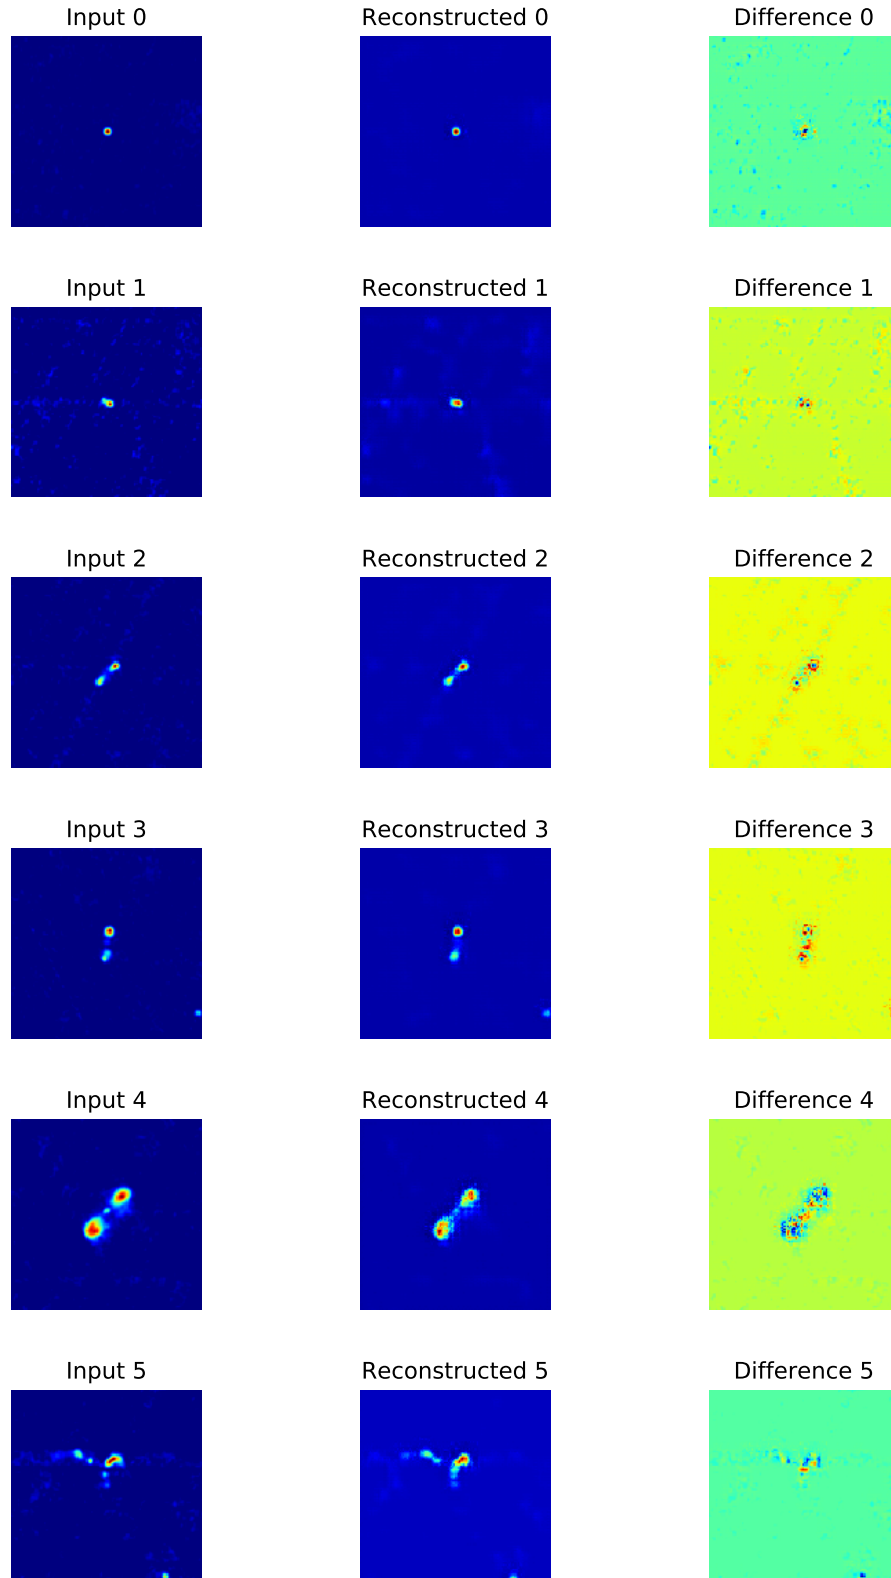 Input 0 Reconstructed 0 Difference 0
Input 1 Reconstructed 1 Difference 1
Input 2 Reconstructed 2 Difference 2
Input 3 Reconstructed 3 Difference 3
Input 4 Reconstructed 4 Difference 4
Input 5 Reconstructed 5 Difference 5